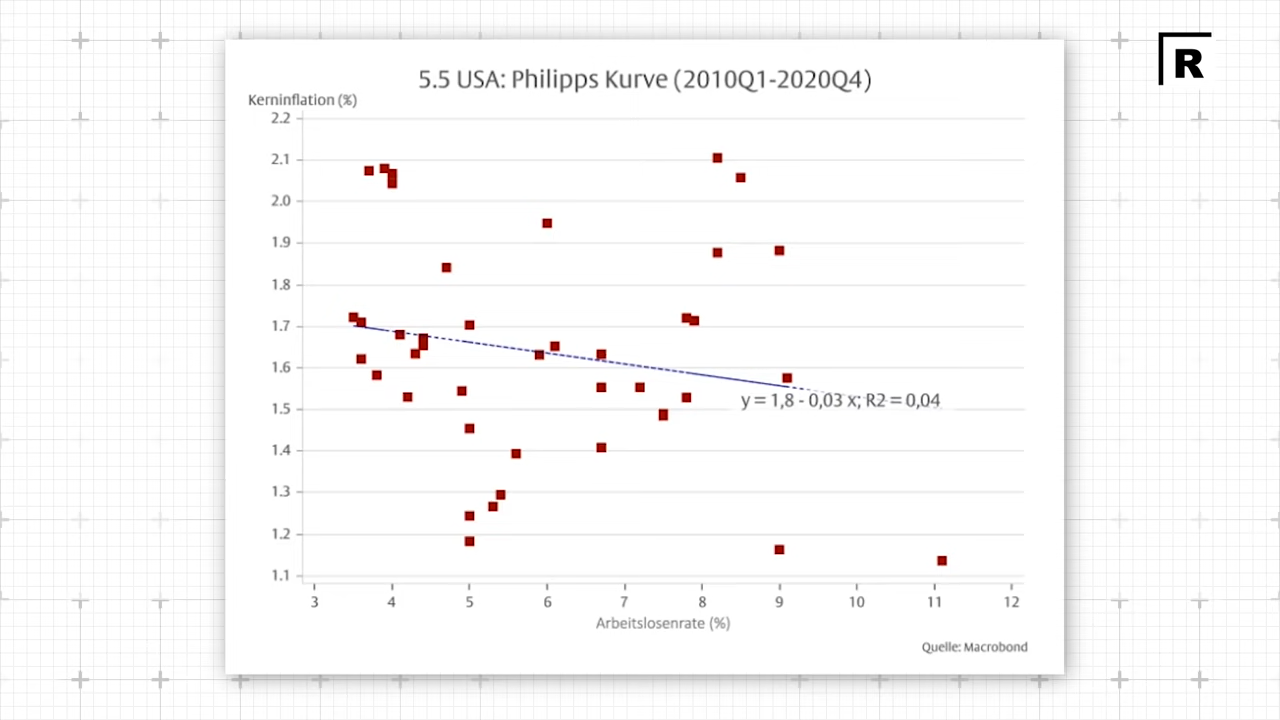 R
5.5 USA: Philipps Kurve (2010Q1-2020Q4)
Kerninflation (%)
2.2
2.1
2.0
1.9
1.8
1.7
1.6
1.5
1.4
1.3
1.2
1.1
y = 1,8 - 0,03 x; R2 = 0,04
3 4 5 6 7 8 9 10 11 12
Arbeitslosenrate (%)
Quelle: Macrobond